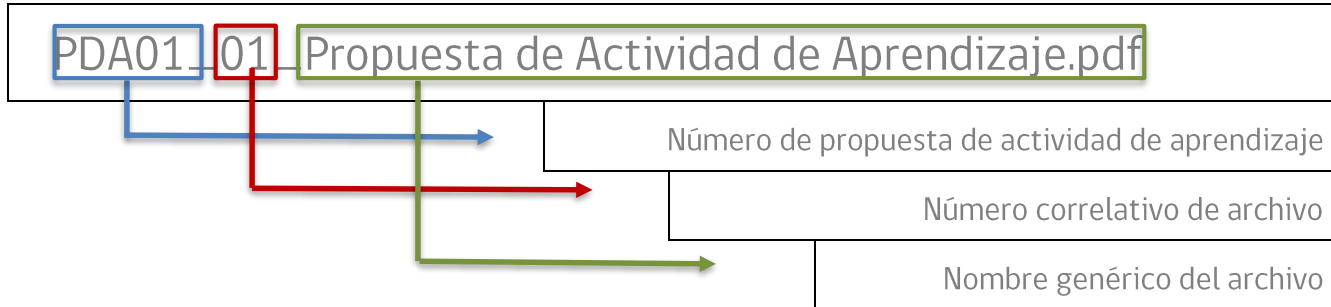 PDA01_01_Propuesta de Actividad de Aprendizaje.pdf
Número de propuesta de actividad de aprendizaje
Número correlativo de archivo
Nombre genérico del archivo